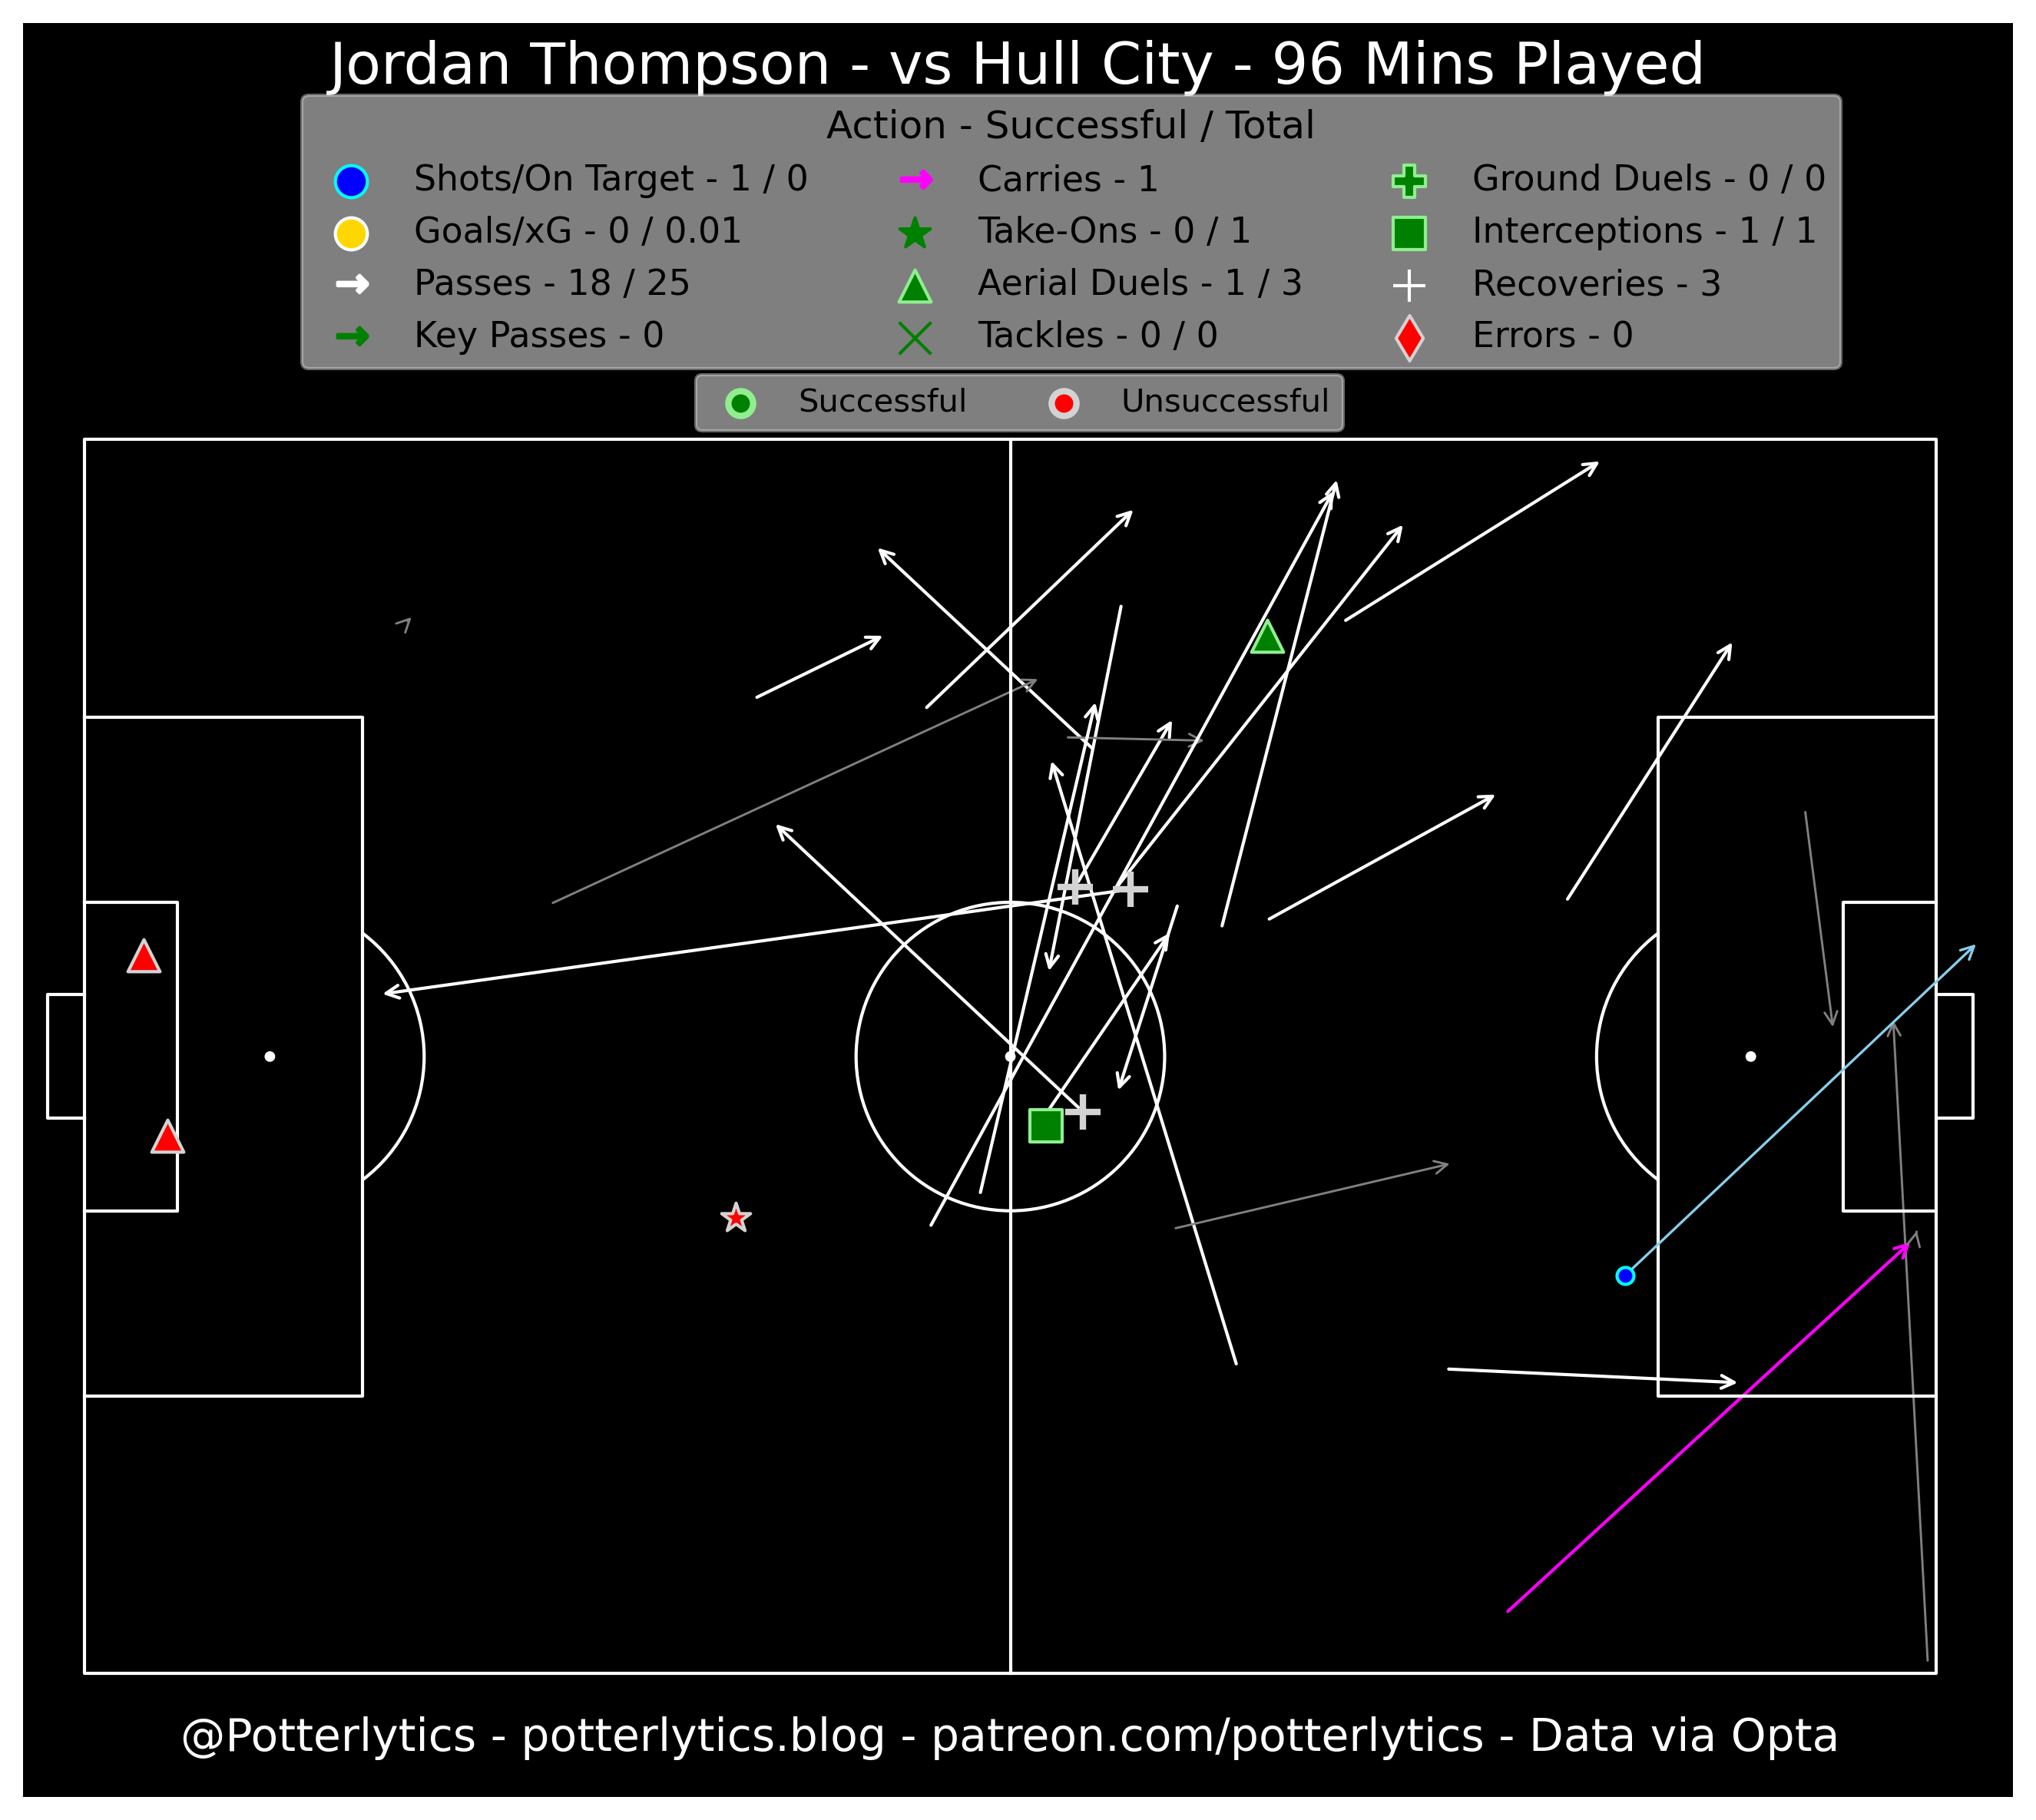 Jordan Thompson - vs Hull City - 96 Mins Played
Action - Successful / Total
Shots/On Target - 1 / 0
Goals/xG - 0 / 0.01
Passes - 18 / 25
Key Passes - 0
Carries - 1
Take-Ons - 0 / 1
Aerial Duels - 1 / 3
Tackles - 0 / 0
Ground Duels - 0 / 0
Interceptions - 1 / 1
Recoveries - 3
Errors - 0
Successful
Unsuccessful
@Potterlytics - potterlytics.blog - patreon.com/potterlytics - Data via Opta